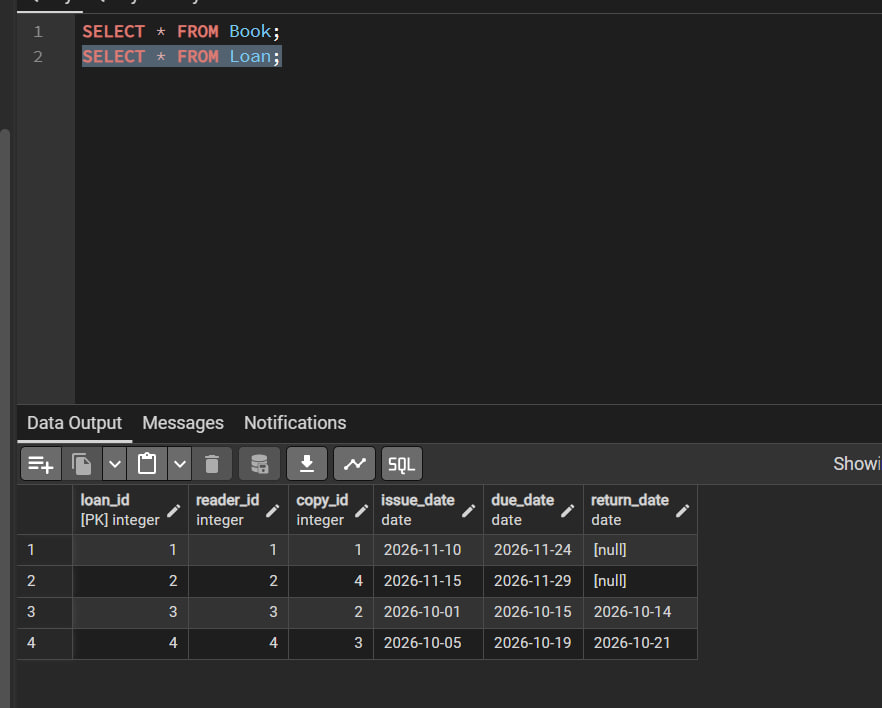 1 SELECT * FROM Book;
2 SELECT * FROM Loan;
Data Output Messages Notifications
SQL
Showi
loan_id reader_id copy_id issue_date due_date return_date
[PK] integer integer integer date date date
1 1 1 1 2026-11-10 2026-11-24 [null]
2 2 2 4 2026-11-15 2026-11-29 [null]
3 3 3 2 2026-10-01 2026-10-15 2026-10-14
4 4 4 3 2026-10-05 2026-10-19 2026-10-21